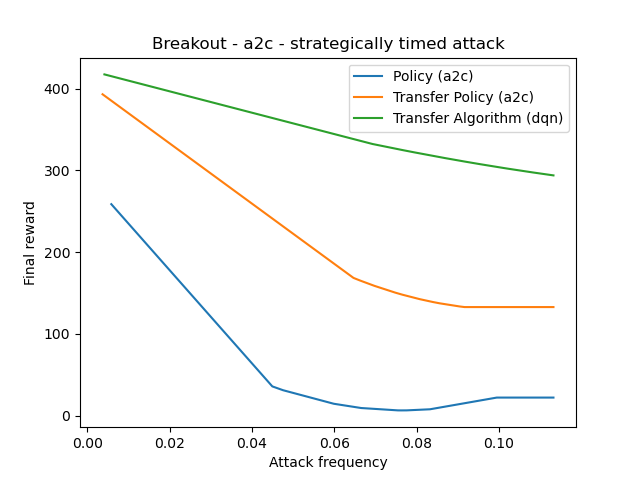 Breakout - a2c - strategically timed attack
Policy (a2c)
Transfer Policy (a2c)
Transfer Algorithm (dqn)
Final reward
400
300
200
100
0
0.00 0.02 0.04 0.06 0.08 0.10
Attack frequency